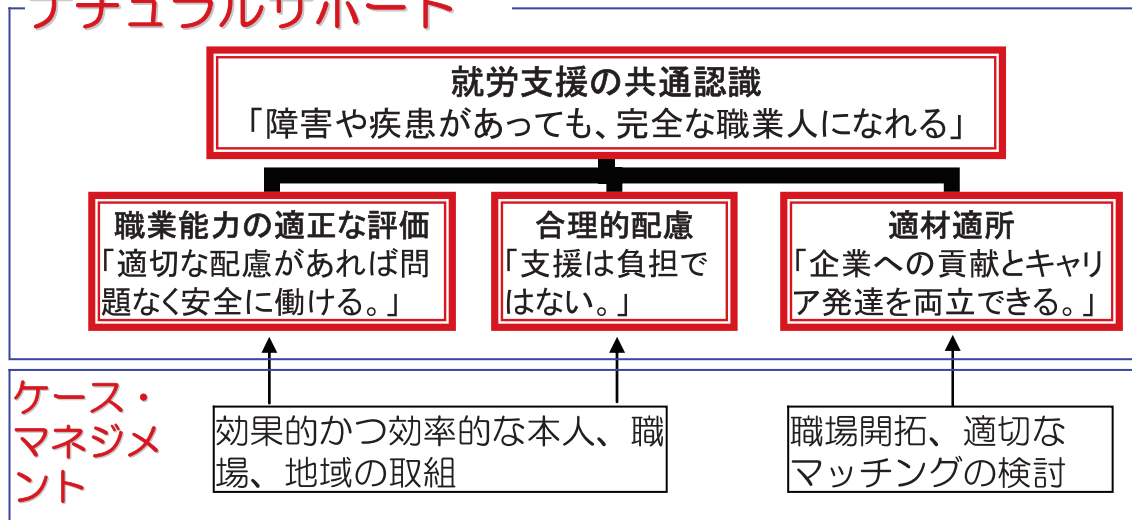 ナチュラルサポート
就労支援の共通認識
「障害や疾患があっても、完全な職業人になれる」
職業能力の適正な評価
「適切な配慮があれば問
題なく安全に働ける。」
合理的配慮
「支援は負担で
はない。」
適材適所
「企業への貢献とキャリ
ア発達を両立できる。」
ケース・
マネジメ
ント
効果的かつ効率的な本人、職
場、地域の取組
職場開拓、適切な
マッチングの検討